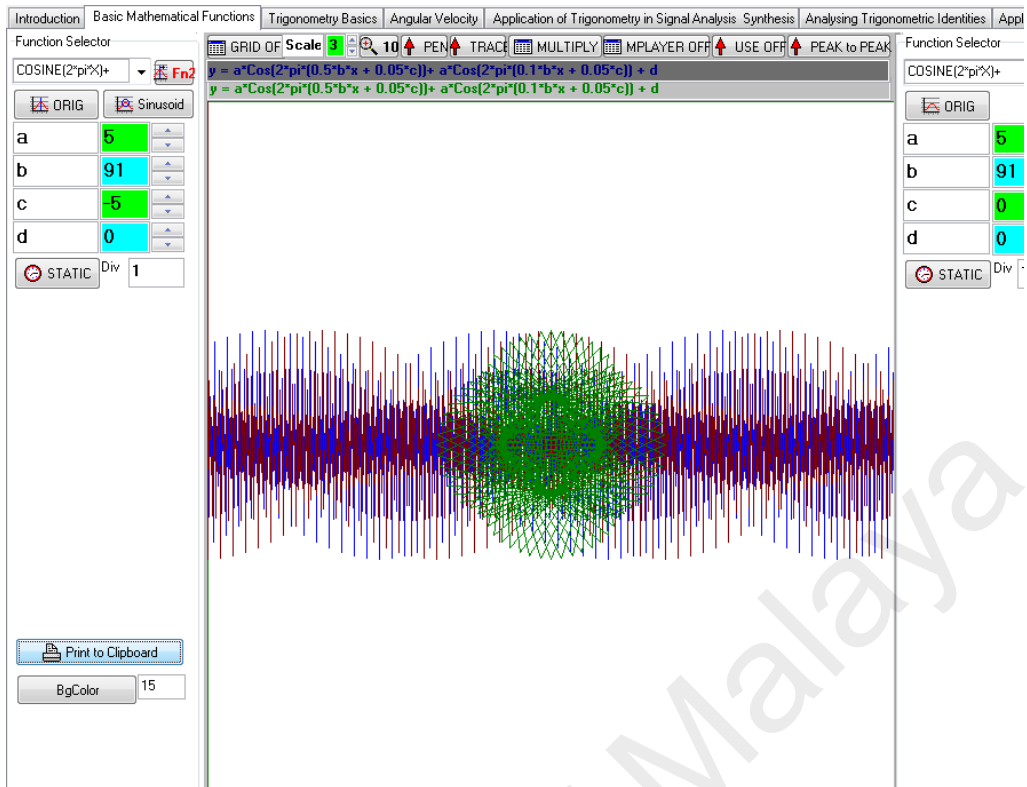 Introduction Basic Mathematical Functions Trigonometry Basics Angular Velocity Application of Trigonometry in Signal Analysis Synthesis Analysing Trigonometric Identities Appl
Function Selector
COSINE(2*pi*X)+ Fn2
ORIG Sinusoid
a 5
b 91
c -5
d 0
STATIC Div 1
Print to Clipboard
BgColor 15
GRID OF Scale 3 10 PEN TRAC MULTIPLY MPLAYER OFF USE OFF PEAK to PEAK
y = a*Cos(2*pi*(0.5*b*x + 0.05*c))+ a*Cos(2*pi*(0.1*b*x + 0.05*c)) + d
y = a*Cos(2*pi*(0.5*b*x + 0.05*c))+ a*Cos(2*pi*(0.1*b*x + 0.05*c)) + d
Function Selector
COSINE(2*pi*X)+
ORIG
a 5
b 91
c 0
d 0
STATIC Div
Malaya